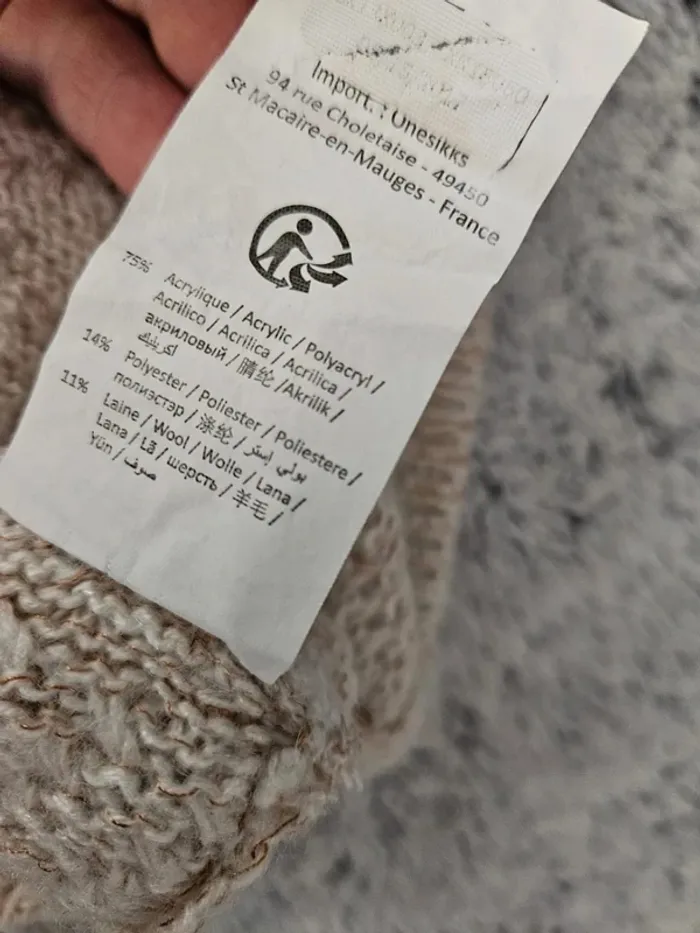 Import. : Unesikks
94 rue Choletaise - 49450
St Macaire-en-Mauges - France
75% Acrylique / Acrylic / Polyacryl /
Acrilico / Acrilica / Acrilica /
акриловый / 腈纶 /Akrilik /
اكريليك
14% Polyester / Poliester / Poliestere /
полиэстэр / 涤纶 / بولي إستر
11% Laine / Wool / Wolle / Lana /
Lana / Lã / шерсть / 羊毛 /
Yün / صوف